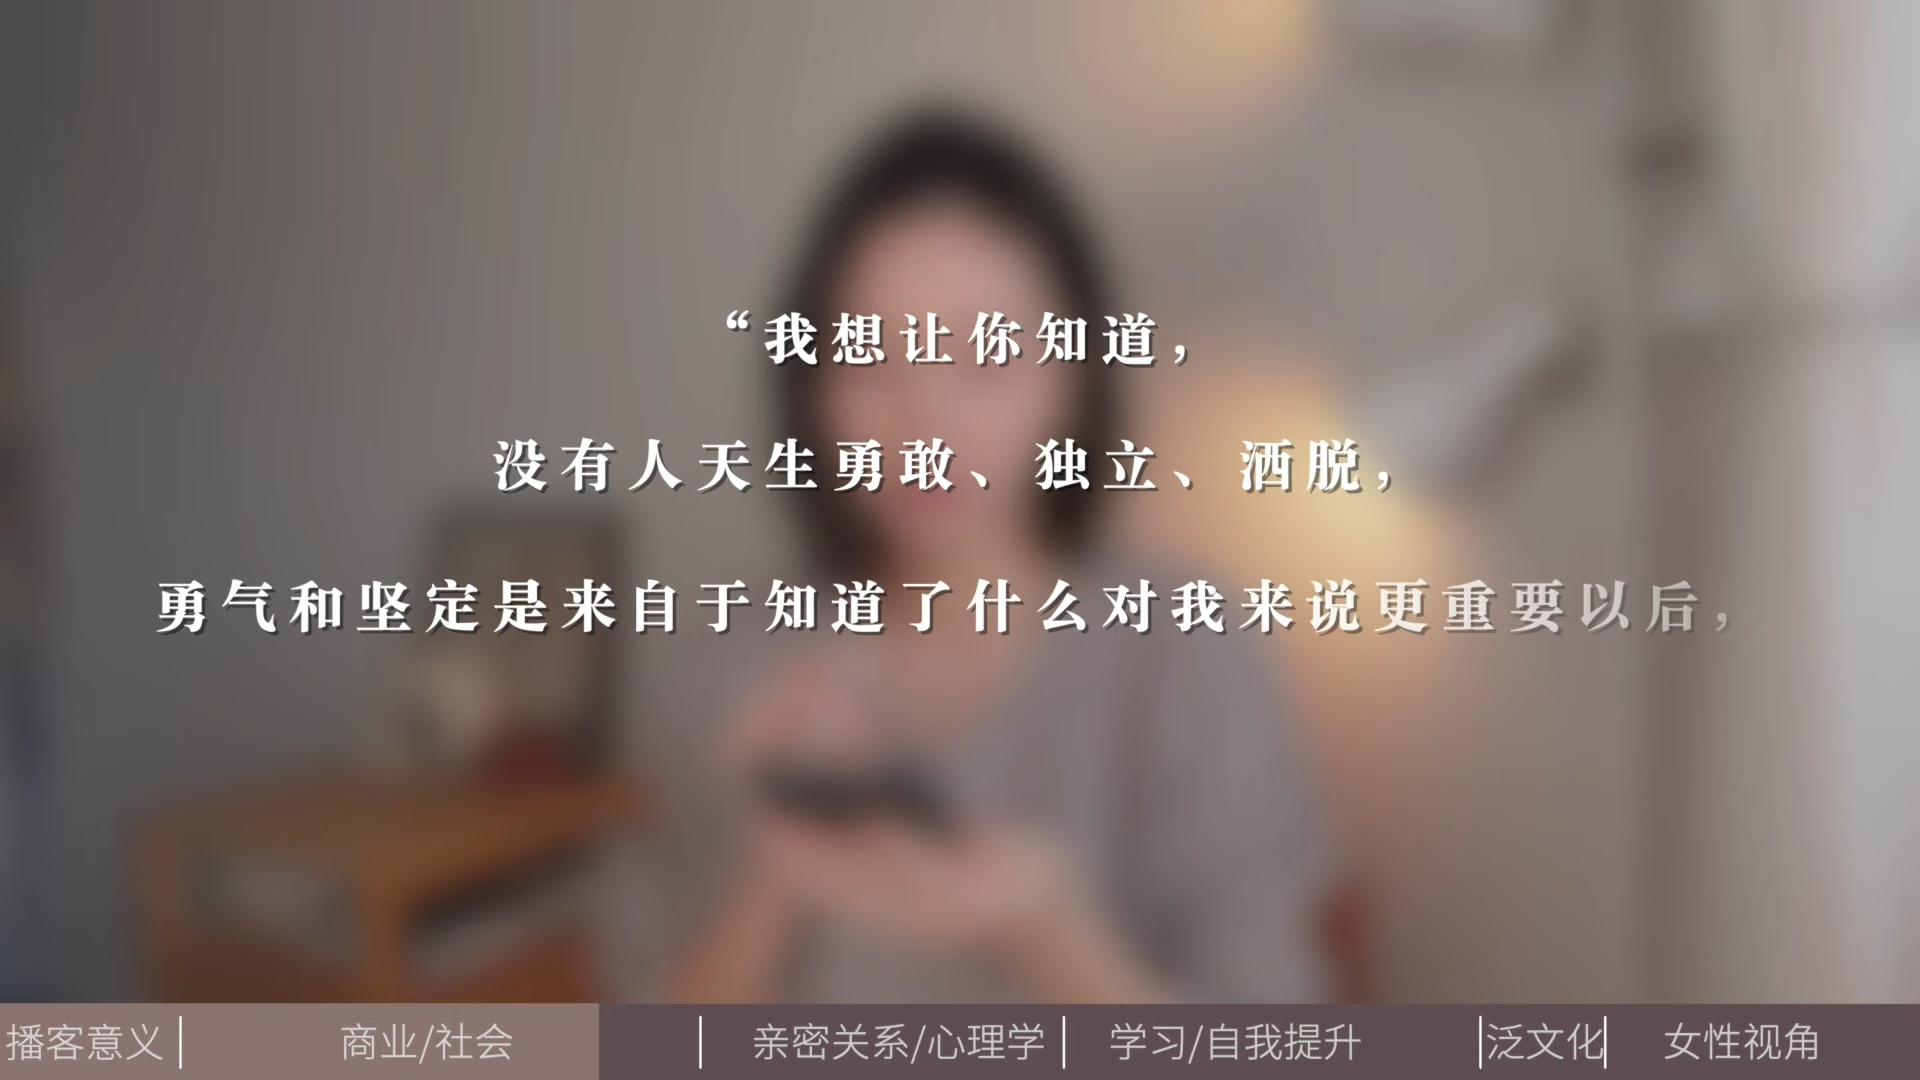 “我想让你知道，
没有人天生勇敢、独立、洒脱，
勇气和坚定是来自于知道了什么对我来说更重要以后，
播客意义 商业/社会 亲密关系/心理学 学习/自我提升 泛文化 女性视角